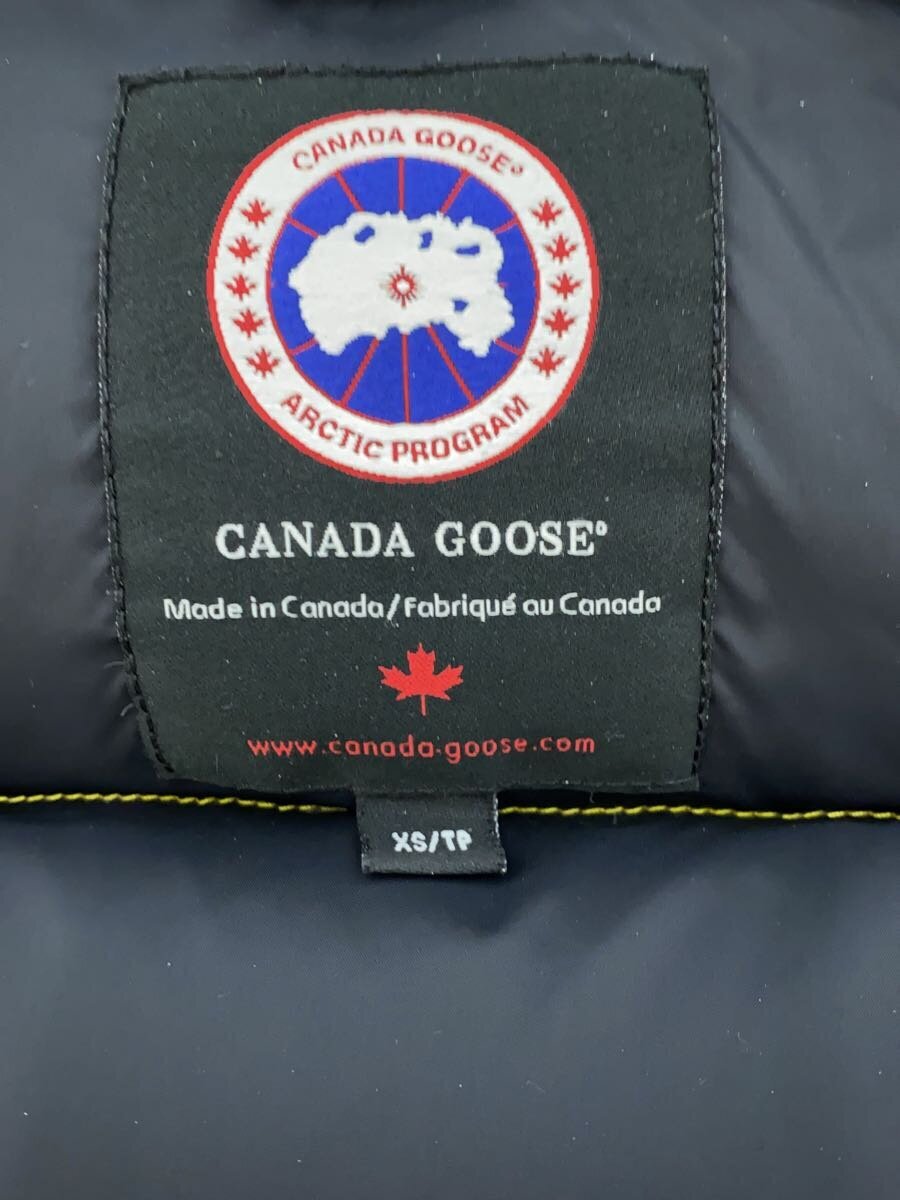 CANADA GOOSE®
ARCTIC PROGRAM
CANADA GOOSE®
Made in Canada/Fabriqué au Canada
www.canada-goose.com
XS/TP